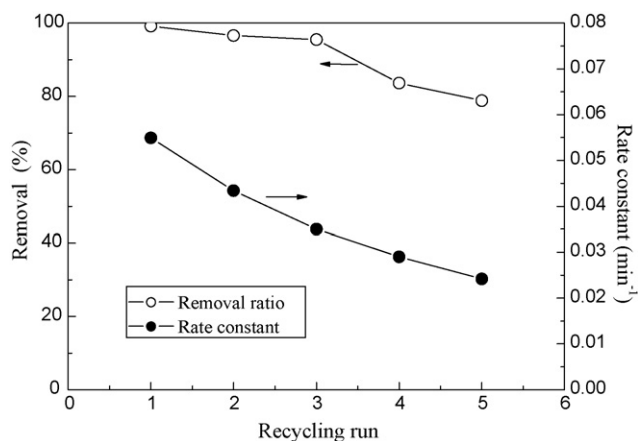 100
80
60
40
20
0
Removal (%)
0.08
0.07
0.06
0.05
0.04
0.03
0.02
0.01
0.00
Rate constant (min⁻¹)
Removal ratio
Rate constant
0 1 2 3 4 5 6
Recycling run